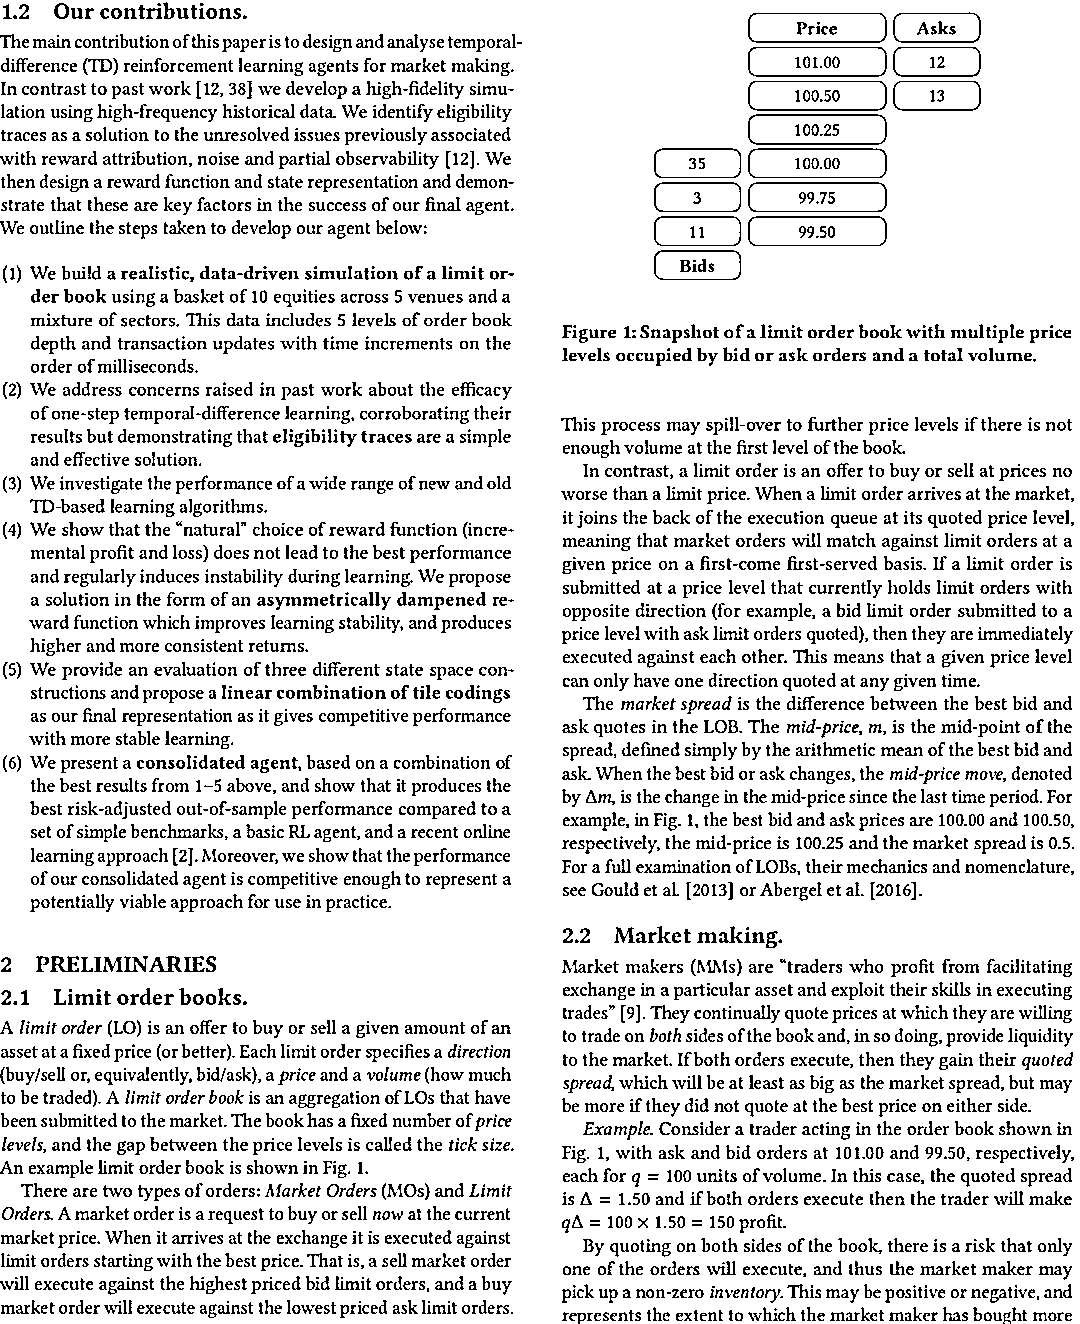 1.2 Our contributions.
The main contribution of this paper is to design and analyse temporal-
difference (TD) reinforcement learning agents for market making.
In contrast to past work [12, 38] we develop a high-fidelity simu-
lation using high-frequency historical data. We identify eligibility
traces as a solution to the unresolved issues previously associated
with reward attribution, noise and partial observability [12]. We
then design a reward function and state representation and demon-
strate that these are key factors in the success of our final agent.
We outline the steps taken to develop our agent below:
(1) We build a realistic, data-driven simulation of a limit or-
der book using a basket of 10 equities across 5 venues and a
mixture of sectors. This data includes 5 levels of order book
depth and transaction updates with time increments on the
order of milliseconds.
(2) We address concerns raised in past work about the efficacy
of one-step temporal-difference learning, corroborating their
results but demonstrating that eligibility traces are a simple
and effective solution.
(3) We investigate the performance of a wide range of new and old
TD-based learning algorithms.
(4) We show that the “natural” choice of reward function (incre-
mental profit and loss) does not lead to the best performance
and regularly induces instability during learning. We propose
a solution in the form of an asymmetrically dampened re-
ward function which improves learning stability, and produces
higher and more consistent returns.
(5) We provide an evaluation of three different state space con-
structions and propose a linear combination of tile codings
as our final representation as it gives competitive performance
with more stable learning.
(6) We present a consolidated agent, based on a combination of
the best results from 1–5 above, and show that it produces the
best risk-adjusted out-of-sample performance compared to a
set of simple benchmarks, a basic RL agent, and a recent online
learning approach [2]. Moreover, we show that the performance
of our consolidated agent is competitive enough to represent a
potentially viable approach for use in practice.
2 PRELIMINARIES
2.1 Limit order books.
A limit order (LO) is an offer to buy or sell a given amount of an
asset at a fixed price (or better). Each limit order specifies a direction
(buy/sell or, equivalently, bid/ask), a price and a volume (how much
to be traded). A limit order book is an aggregation of LOs that have
been submitted to the market. The book has a fixed number of price
levels, and the gap between the price levels is called the tick size.
An example limit order book is shown in Fig. 1.
There are two types of orders: Market Orders (MOs) and Limit
Orders. A market order is a request to buy or sell now at the current
market price. When it arrives at the exchange it is executed against
limit orders starting with the best price. That is, a sell market order
will execute against the highest priced bid limit orders, and a buy
market order will execute against the lowest priced ask limit orders.
Price Asks
101.00 12
100.50 13
100.25
35 100.00
3 99.75
11 99.50
Bids
Figure 1: Snapshot of a limit order book with multiple price
levels occupied by bid or ask orders and a total volume.
This process may spill-over to further price levels if there is not
enough volume at the first level of the book.
In contrast, a limit order is an offer to buy or sell at prices no
worse than a limit price. When a limit order arrives at the market,
it joins the back of the execution queue at its quoted price level,
meaning that market orders will match against limit orders at a
given price on a first-come first-served basis. If a limit order is
submitted at a price level that currently holds limit orders with
opposite direction (for example, a bid limit order submitted to a
price level with ask limit orders quoted), then they are immediately
executed against each other. This means that a given price level
can only have one direction quoted at any given time.
The market spread is the difference between the best bid and
ask quotes in the LOB. The mid-price, m, is the mid-point of the
spread, defined simply by the arithmetic mean of the best bid and
ask. When the best bid or ask changes, the mid-price move, denoted
by Δm, is the change in the mid-price since the last time period. For
example, in Fig. 1, the best bid and ask prices are 100.00 and 100.50,
respectively, the mid-price is 100.25 and the market spread is 0.5.
For a full examination of LOBs, their mechanics and nomenclature,
see Gould et al. [2013] or Abergel et al. [2016].
2.2 Market making.
Market makers (MMs) are “traders who profit from facilitating
exchange in a particular asset and exploit their skills in executing
trades” [9]. They continually quote prices at which they are willing
to trade on both sides of the book and, in so doing, provide liquidity
to the market. If both orders execute, then they gain their quoted
spread, which will be at least as big as the market spread, but may
be more if they did not quote at the best price on either side.
Example. Consider a trader acting in the order book shown in
Fig. 1, with ask and bid orders at 101.00 and 99.50, respectively,
each for q = 100 units of volume. In this case, the quoted spread
is Δ = 1.50 and if both orders execute then the trader will make
qΔ = 100 × 1.50 = 150 profit.
By quoting on both sides of the book, there is a risk that only
one of the orders will execute, and thus the market maker may
pick up a non-zero inventory. This may be positive or negative, and
represents the extent to which the market maker has bought more